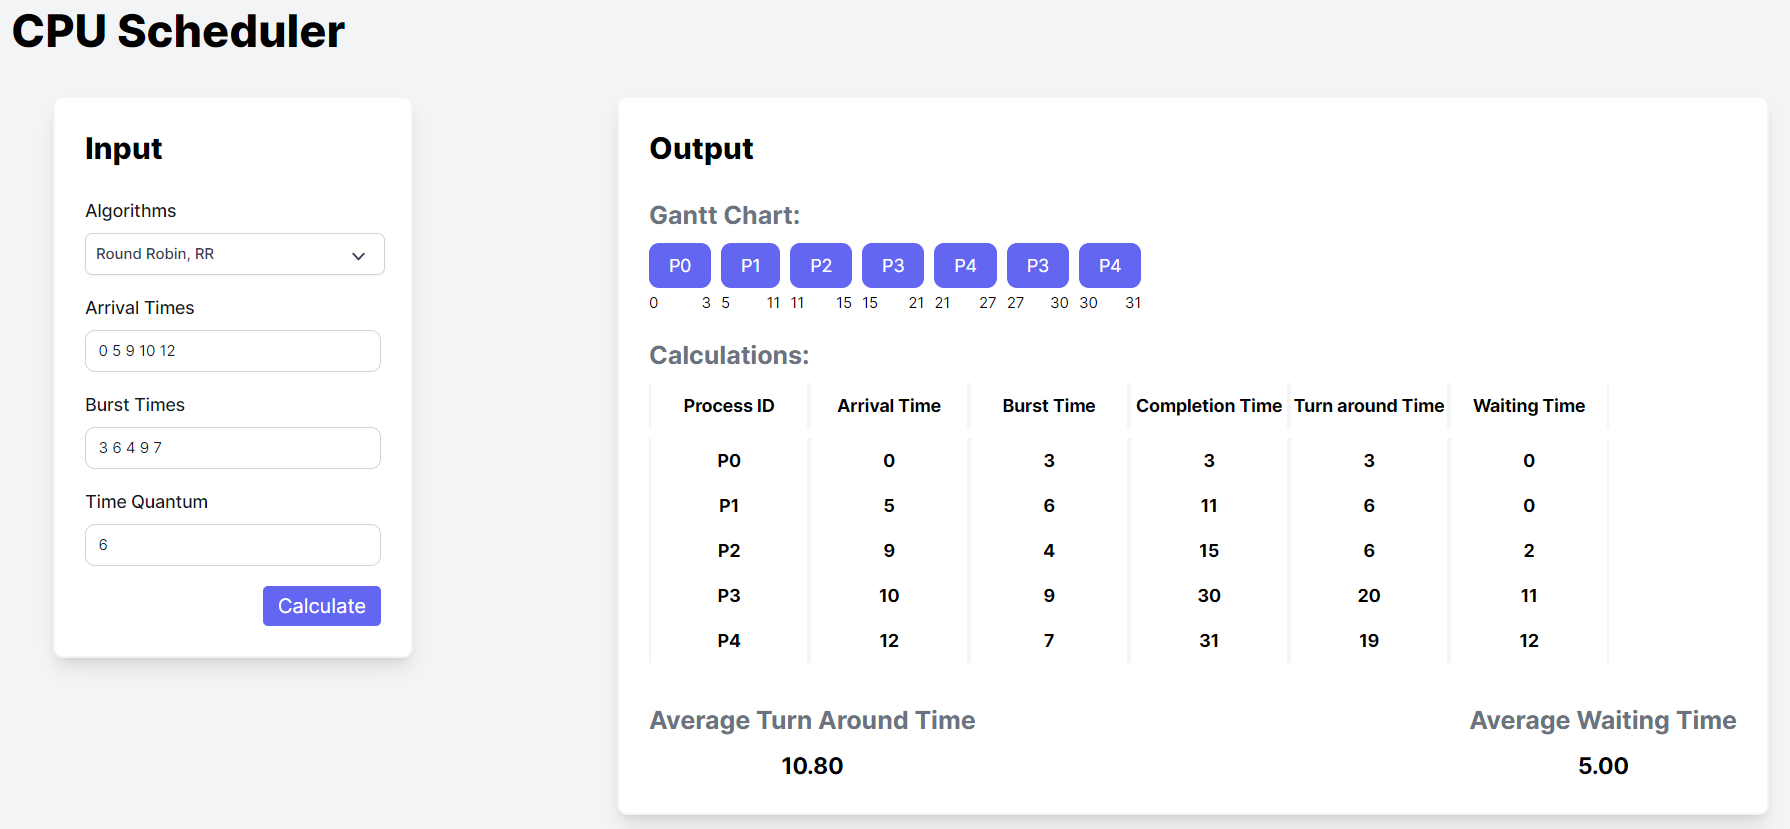 CPU Scheduler
Input
Algorithms
Round Robin, RR
Arrival Times
0 5 9 10 12
Burst Times
3 6 4 9 7
Time Quantum
6
Calculate
Output
Gantt Chart:
P0 P1 P2 P3 P4 P3 P4
0 3 5 11 11 15 15 21 21 27 27 30 30 31
Calculations:
Process ID Arrival Time Burst Time Completion Time Turn around Time Waiting Time
P0 0 3 3 3 0
P1 5 6 11 6 0
P2 9 4 15 6 2
P3 10 9 30 20 11
P4 12 7 31 19 12
Average Turn Around Time
10.80
Average Waiting Time
5.00